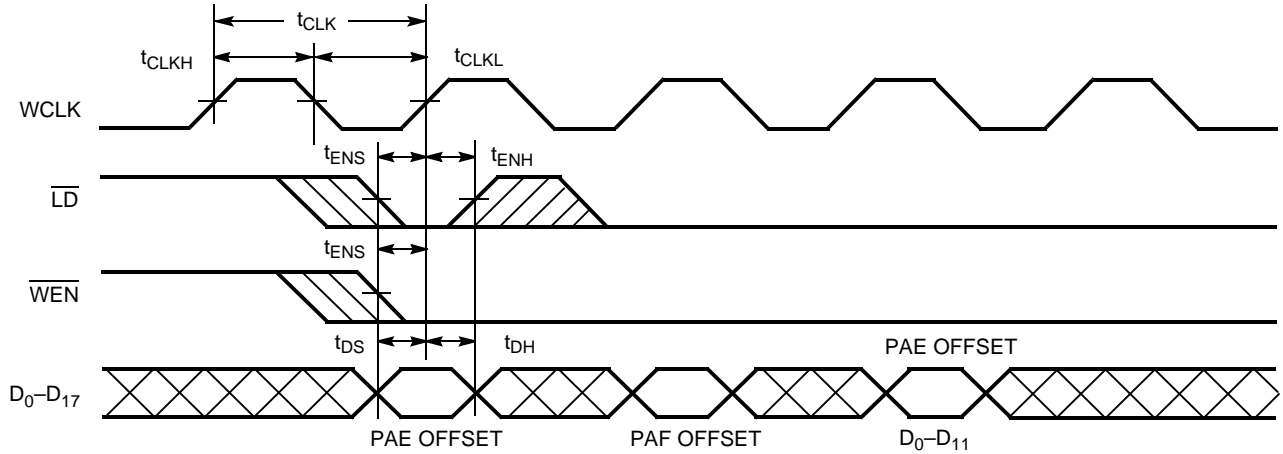 tCLK
tCLKH
tCLKL
WCLK
tENS
tENH
LD
tENS
WEN
tDS
tDH
PAE OFFSET
D0–D17
PAE OFFSET
PAF OFFSET
D0–D11